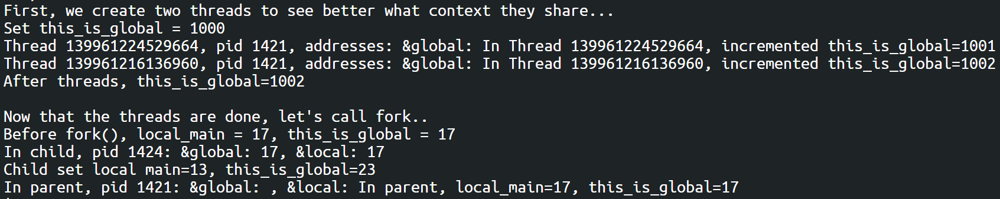 First, we create two threads to see better what context they share...
Set this_is_global = 1000
Thread 139961224529664, pid 1421, addresses: &global: In Thread 139961224529664, incremented this_is_global=1001
Thread 139961216136960, pid 1421, addresses: &global: In Thread 139961216136960, incremented this_is_global=1002
After threads, this_is_global=1002

Now that the threads are done, let's call fork..
Before fork(), local_main = 17, this_is_global = 17
In child, pid 1424: &global: 17, &local: 17
Child set local main=13, this_is_global=23
In parent, pid 1421: &global: , &local: In parent, local_main=17, this_is_global=17